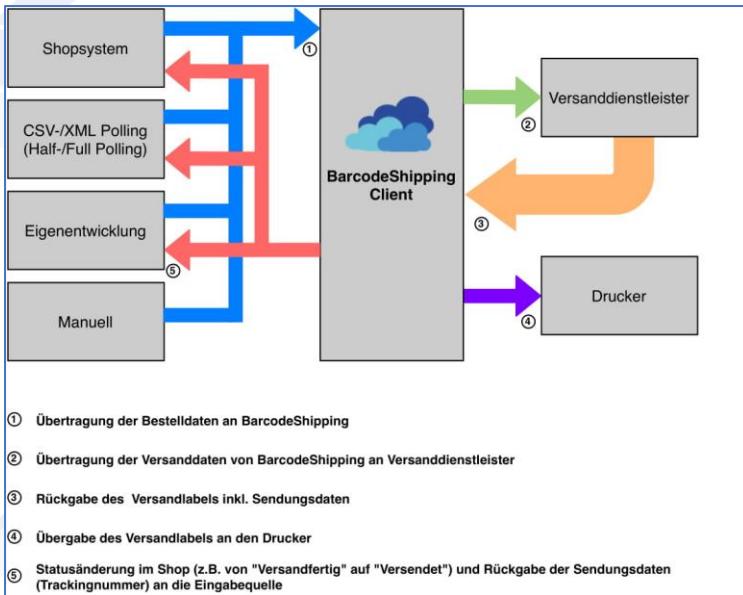 Shopsystem
①
CSV-/XML Polling
(Half-/Full Polling)
Eigenentwicklung
⑤
Manuell
BarcodeShipping
Client
Versanddienstleister
②
③
Drucker
④
① Übertragung der Bestelldaten an BarcodeShipping
② Übertragung der Versanddaten von BarcodeShipping an Versanddienstleister
③ Rückgabe des Versandlabels inkl. Sendungsdaten
④ Übergabe des Versandlabels an den Drucker
⑤ Statusänderung im Shop (z.B. von "Versandfertig" auf "Versendet") und Rückgabe der Sendungsdaten
(Trackingnummer) an die Eingabequelle